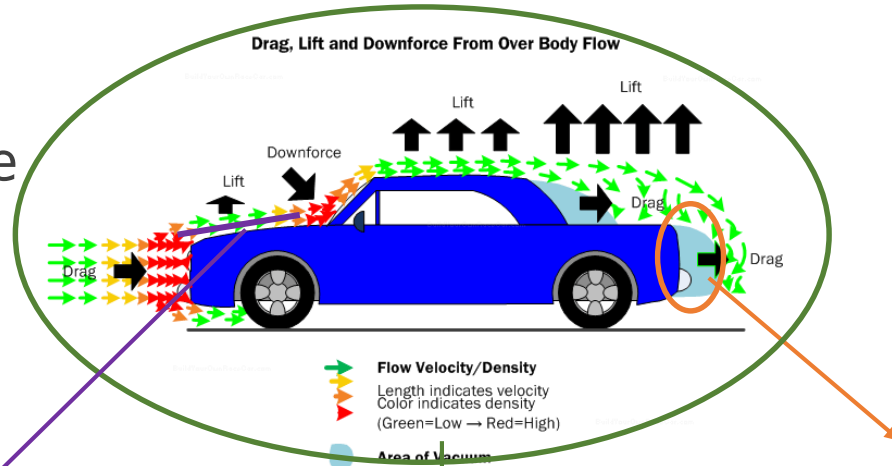 Drag, Lift and Downforce From Over Body Flow
e
Lift
Lift
Downforce
Lift
Drag
Drag
Drag
Flow Velocity/Density
Length indicates velocity
Color indicates density
(Green=Low → Red=High)
Area of Vacuum